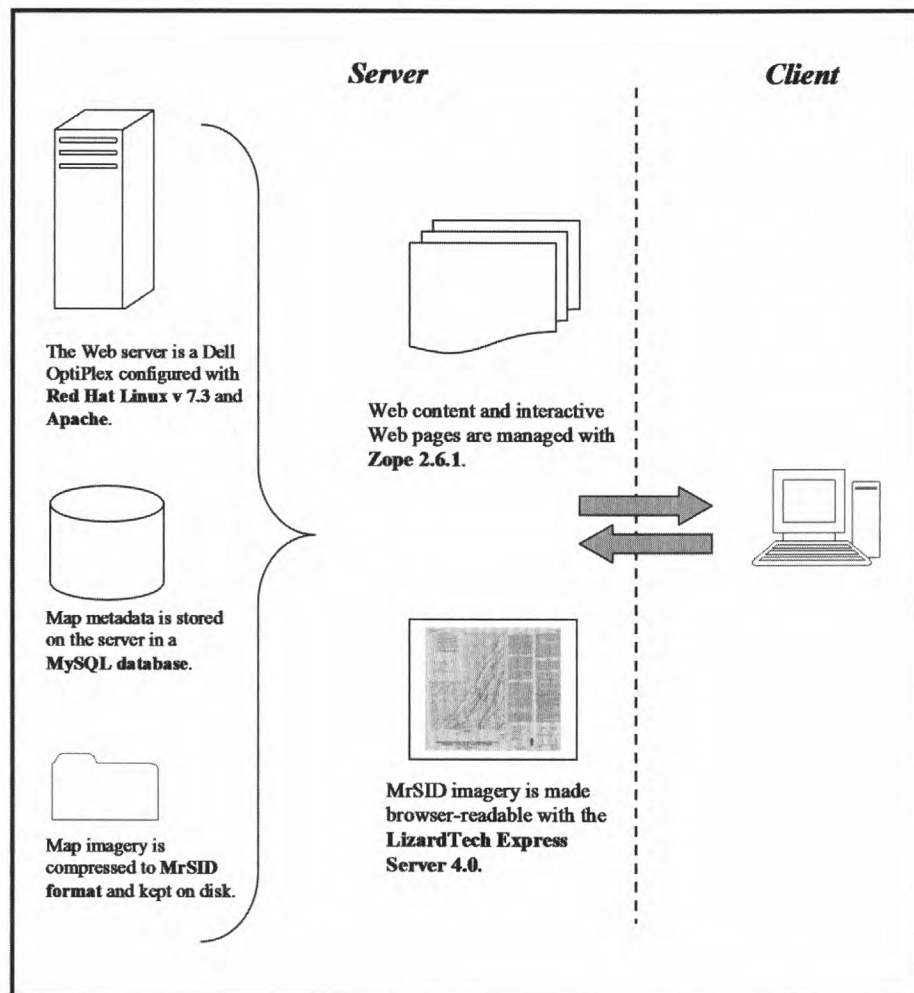 Server
Client
The Web server is a Dell
OptiPlex configured with
Red Hat Linux v 7.3 and
Apache.
Map metadata is stored
on the server in a
MySQL database.
Map imagery is
compressed to MrSID
format and kept on disk.
Web content and interactive
Web pages are managed with
Zope 2.6.1.
MrSID imagery is made
browser-readable with the
LizardTech Express
Server 4.0.